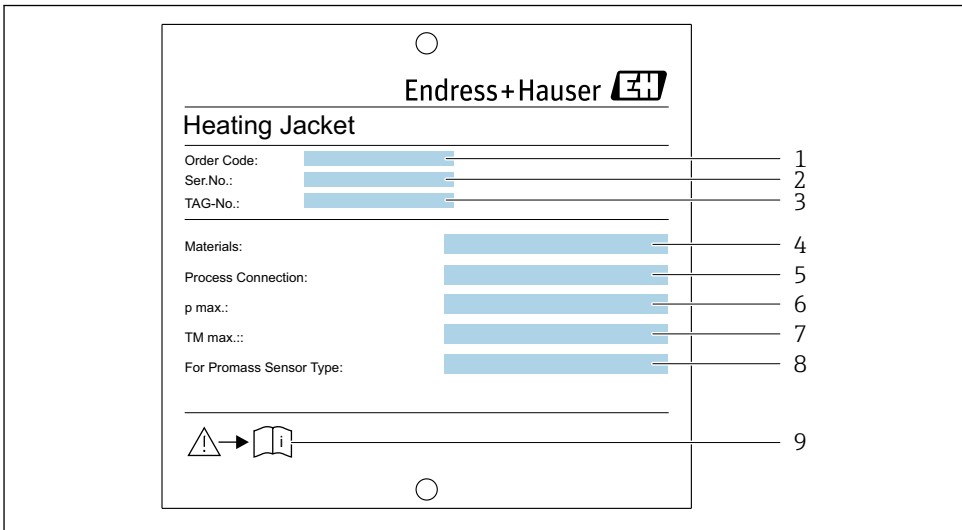 Endress+Hauser EH
Heating Jacket
Order Code: 1
Ser.No.: 2
TAG-No.: 3
Materials: 4
Process Connection: 5
p max.: 6
TM max.:: 7
For Promass Sensor Type: 8
i 9